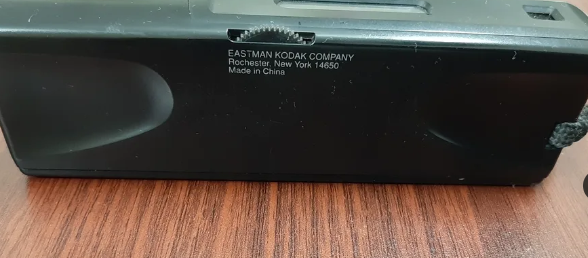 EASTMAN KODAK COMPANY
Rochester, New York 14650
Made in China